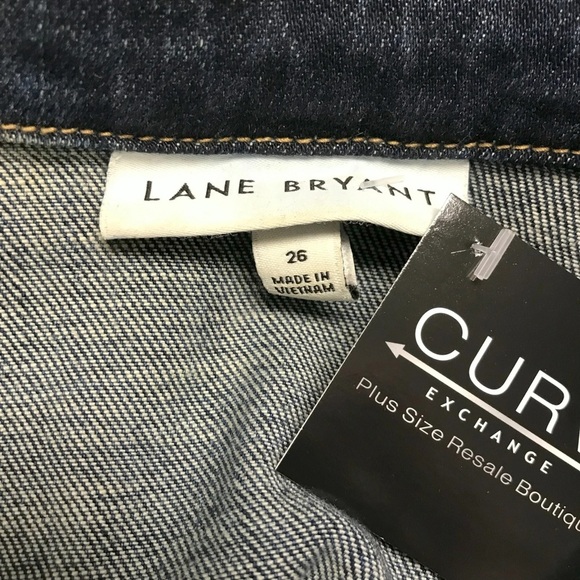 LANE BRYANT
26
MADE IN
VIETNAM
CURV
EXCHANGE
Plus Size Resale Boutiqu